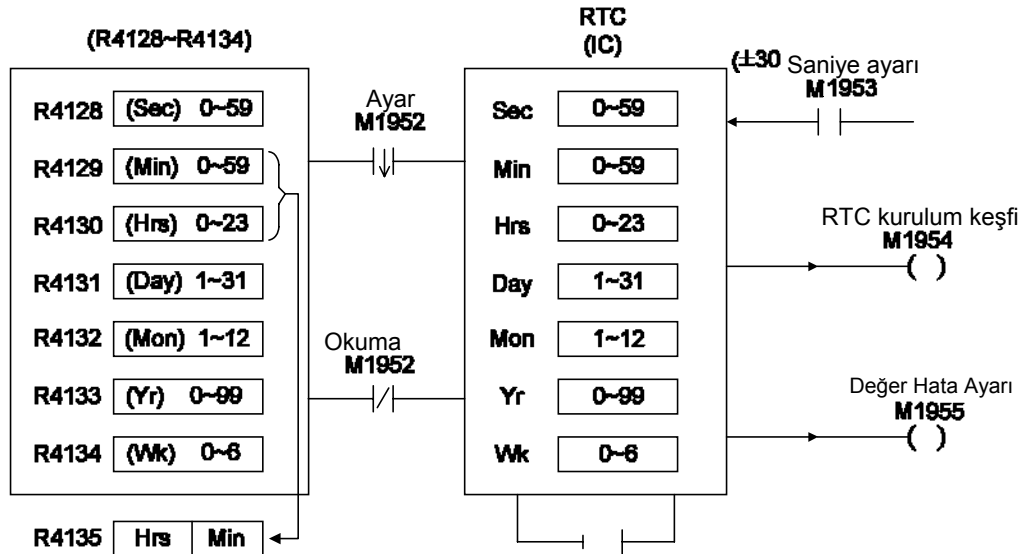 (R4128~R4134)
RTC
(IC)
R4128 (Sec) 0~59
R4129 (Min) 0~59
R4130 (Hrs) 0~23
R4131 (Day) 1~31
R4132 (Mon) 1~12
R4133 (Yr) 0~99
R4134 (Wk) 0~6
R4135 Hrs Min
Ayar
M1952
Okuma
M1952
Sec 0~59
Min 0~59
Hrs 0~23
Day 1~31
Mon 1~12
Yr 0~99
Wk 0~6
(±30 Saniye ayarı
M1953
RTC kurulum keşfi
M1954
( )
Değer Hata Ayarı
M1955
( )